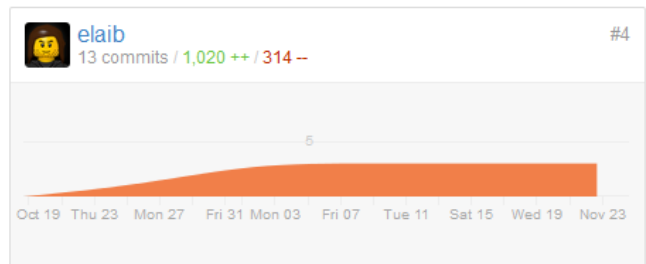 elaib
#4
13 commits / 1,020 ++ / 314 --
5
Oct 19 Thu 23 Mon 27 Fri 31 Mon 03 Fri 07 Tue 11 Sat 15 Wed 19 Nov 23